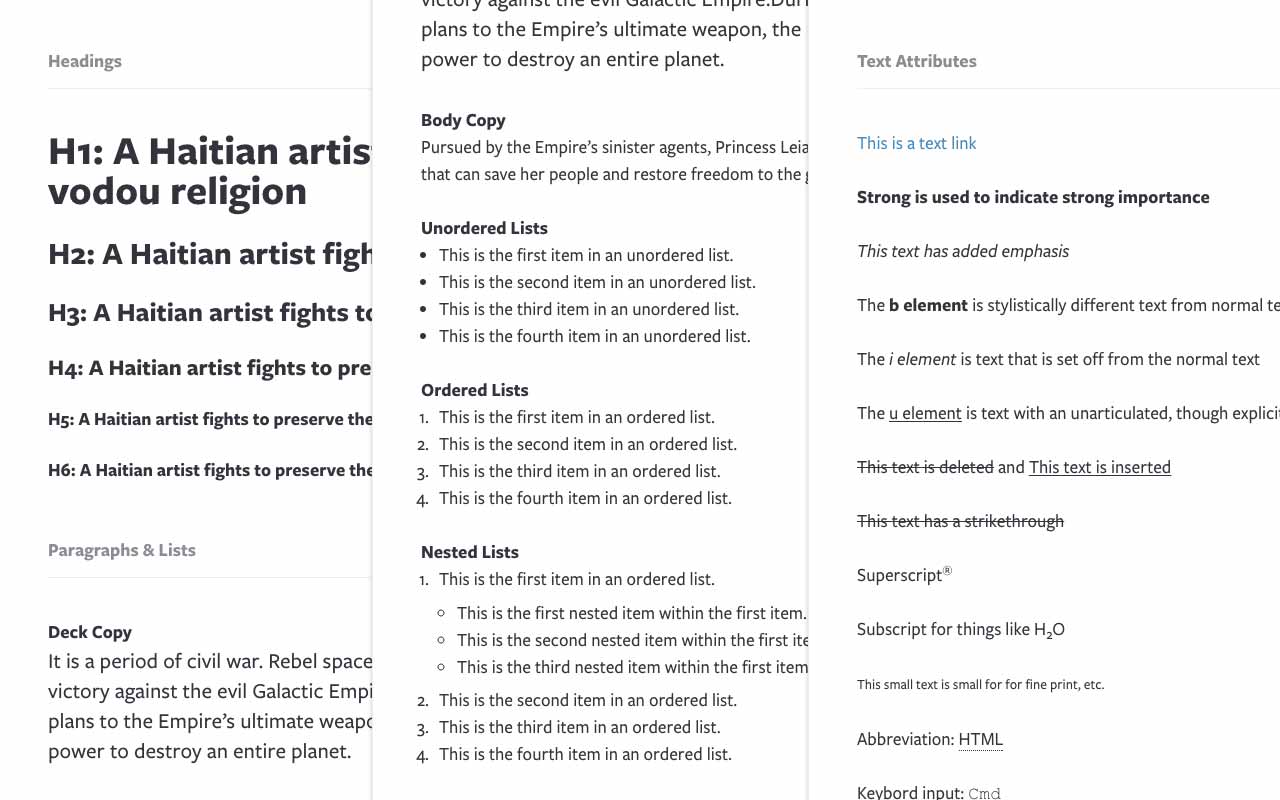 Headings
H1: A Haitian artis
vodou religion
H2: A Haitian artist figh
H3: A Haitian artist fights to
H4: A Haitian artist fights to pre
H5: A Haitian artist fights to preserve the
H6: A Haitian artist fights to preserve the
Paragraphs & Lists
Deck Copy
It is a period of civil war. Rebel space
victory against the evil Galactic Empi
plans to the Empire’s ultimate weapo
power to destroy an entire planet.
victory against the evil Galactic Empire.Duri
plans to the Empire’s ultimate weapon, the
power to destroy an entire planet.
Body Copy
Pursued by the Empire’s sinister agents, Princess Leia
that can save her people and restore freedom to the g
Unordered Lists
• This is the first item in an unordered list.
• This is the second item in an unordered list.
• This is the third item in an unordered list.
• This is the fourth item in an unordered list.
Ordered Lists
1. This is the first item in an ordered list.
2. This is the second item in an ordered list.
3. This is the third item in an ordered list.
4. This is the fourth item in an ordered list.
Nested Lists
1. This is the first item in an ordered list.
◦ This is the first nested item within the first item.
◦ This is the second nested item within the first ite
◦ This is the third nested item within the first item
2. This is the second item in an ordered list.
3. This is the third item in an ordered list.
4. This is the fourth item in an ordered list.
Text Attributes
This is a text link
Strong is used to indicate strong importance
This text has added emphasis
The b element is stylistically different text from normal te
The i element is text that is set off from the normal text
The u element is text with an unarticulated, though explicit
This text is deleted and This text is inserted
This text has a strikethrough
Superscript®
Subscript for things like H₂O
This small text is small for for fine print, etc.
Abbreviation: HTML
Keybord input: Cmd